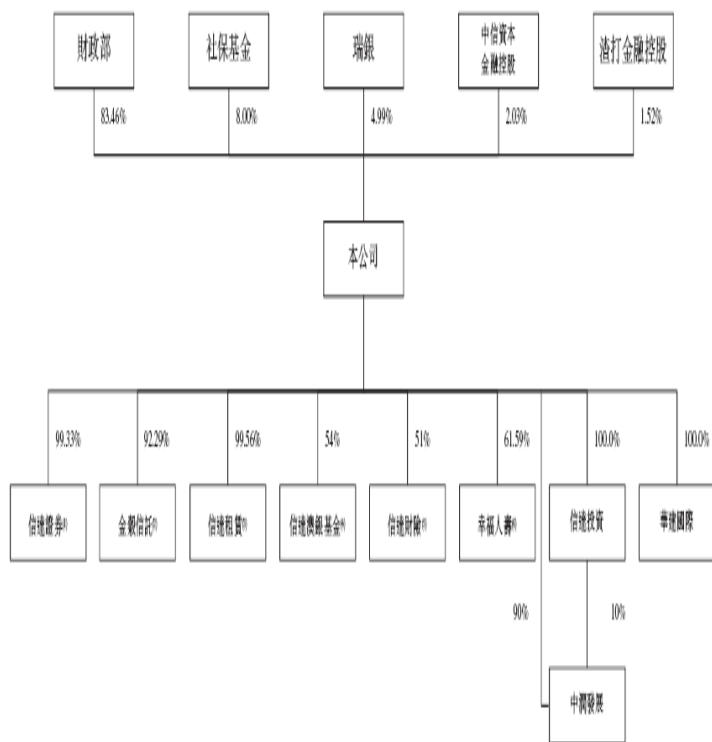 財政部
社保基金
瑞銀
中信資本
金融控股
渣打金融控股
83.46%
8.00%
4.99%
2.03%
1.52%
本公司
99.33%
92.29%
99.56%
54%
51%
61.59%
100.0%
100.0%
信達證券
金穀信託
信達租賃
信達澳銀基金
信達財險
幸福人壽
信達投資
華建國際
90%
10%
中潤發展